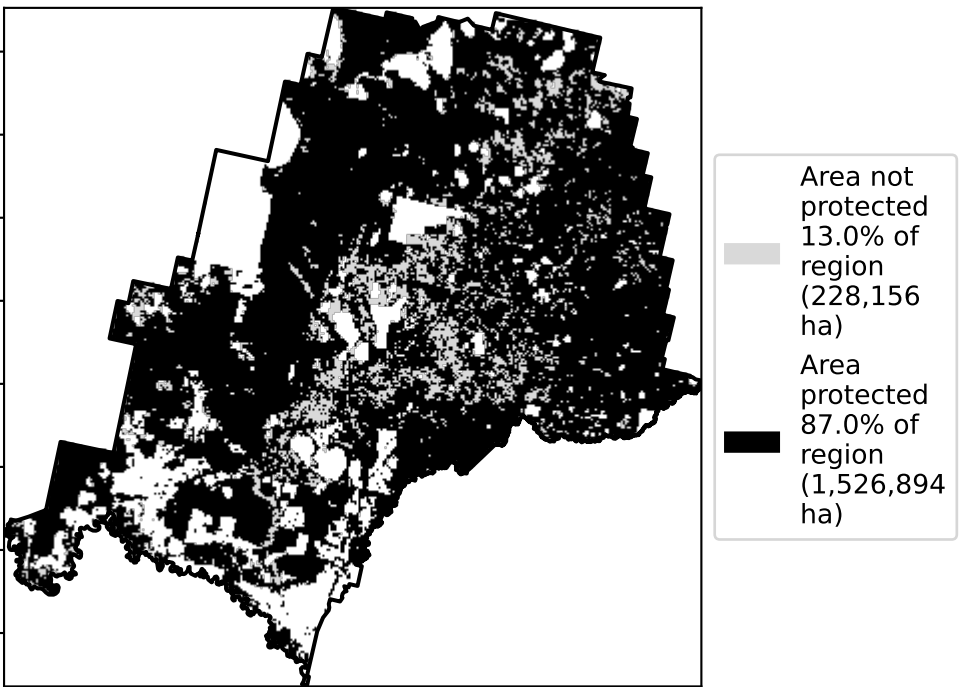 Area not
protected
13.0% of
region
(228,156
ha)
Area
protected
87.0% of
region
(1,526,894
ha)